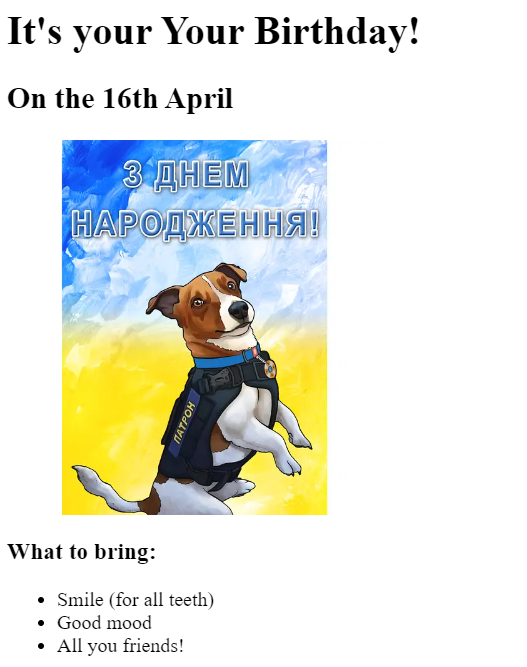 It's your Your Birthday!
On the 16th April
З ДНЕМ
НАРОДЖЕННЯ!
ПАТРОН
What to bring:
• Smile (for all teeth)
• Good mood
• All you friends!